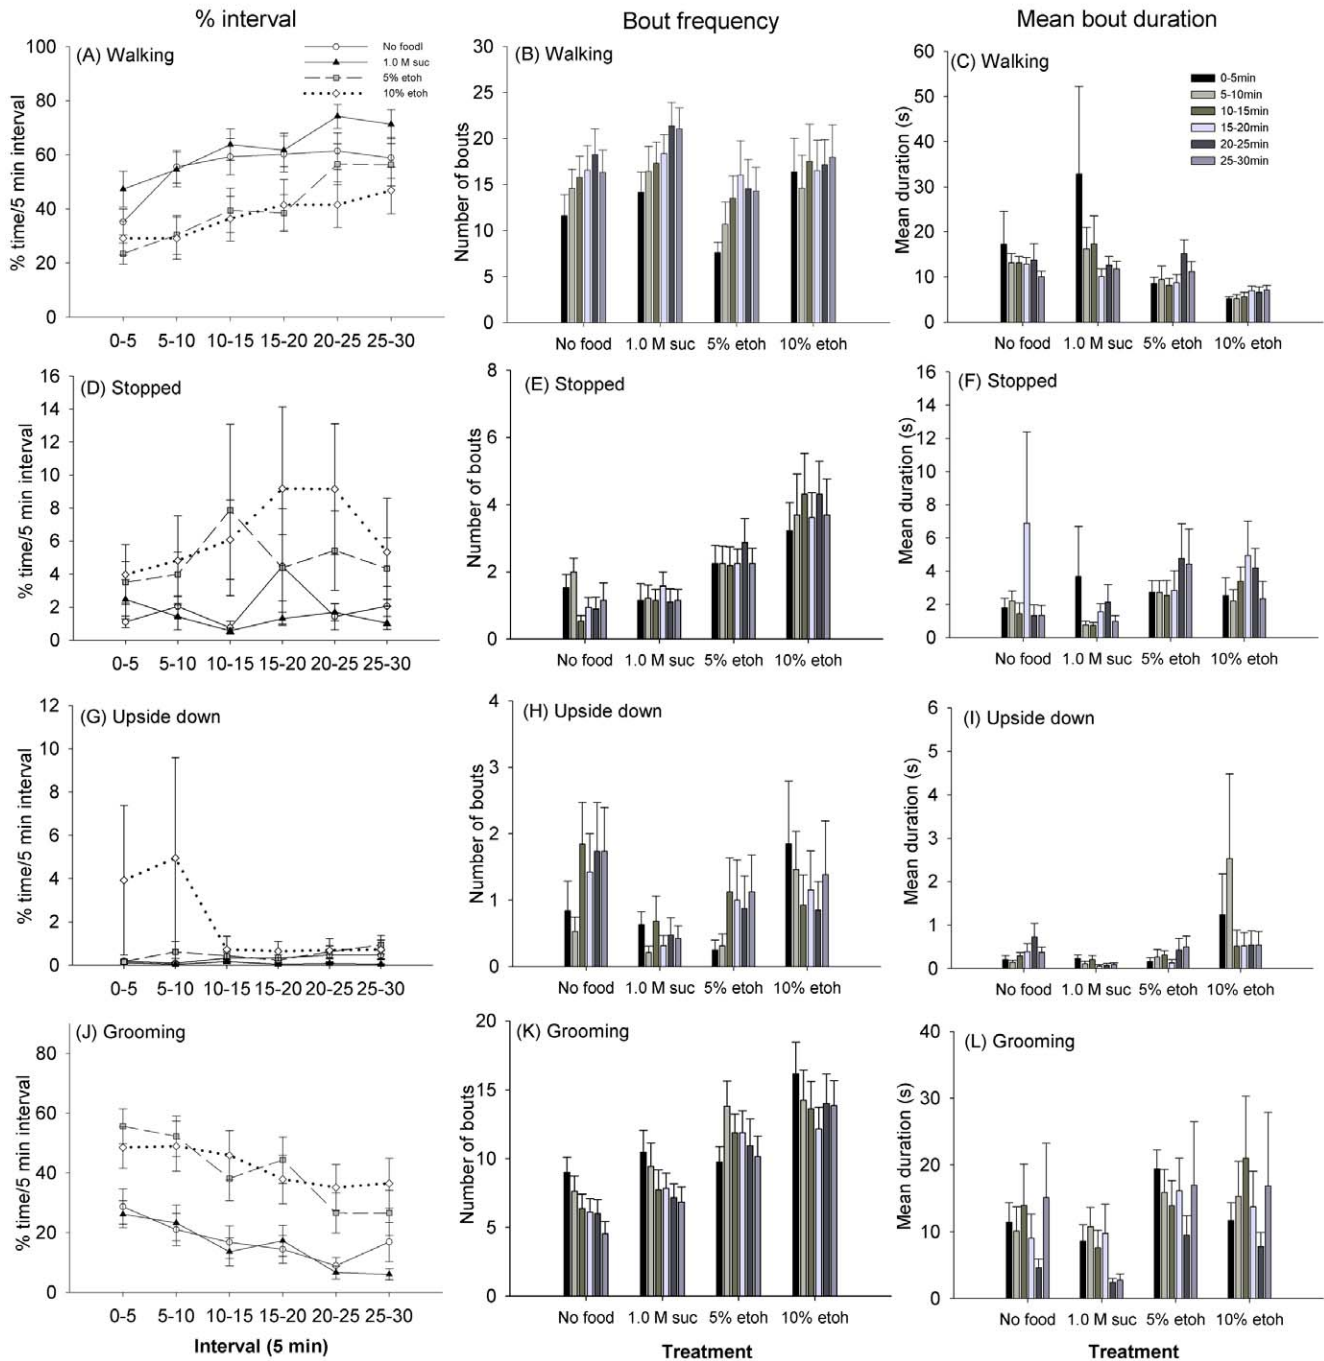 % interval
Bout frequency
Mean bout duration
(A) Walking
No foodl
1.0 M suc
5% etoh
10% etoh
% time/5 min interval
100
80
60
40
20
0
0-5 5-10 10-15 15-20 20-25 25-30
(B) Walking
Number of bouts
30
25
20
15
10
5
0
No food 1.0 M suc 5% etoh 10% etoh
(C) Walking
0-5min
5-10min
10-15min
15-20min
20-25min
25-30min
Mean duration (s)
60
50
40
30
20
10
0
No food 1.0 M suc 5% etoh 10% etoh
(D) Stopped
% time/5 min interval
16
14
12
10
8
6
4
2
0
0-5 5-10 10-15 15-20 20-25 25-30
(E) Stopped
Number of bouts
8
6
4
2
0
No food 1.0 M suc 5% etoh 10% etoh
(F) Stopped
Mean duration (s)
16
14
12
10
8
6
4
2
0
No food 1.0 M suc 5% etoh 10% etoh
(G) Upside down
% time/5 min interval
12
10
8
6
4
2
0
0-5 5-10 10-15 15-20 20-25 25-30
(H) Upside down
Number of bouts
4
3
2
1
0
No food 1.0 M suc 5% etoh 10% etoh
(I) Upside down
Mean duration (s)
6
5
4
3
2
1
0
No food 1.0 M suc 5% etoh 10% etoh
(J) Grooming
% time/5 min interval
80
60
40
20
0
0-5 5-10 10-15 15-20 20-25 25-30
Interval (5 min)
(K) Grooming
Number of bouts
20
15
10
5
0
No food 1.0 M suc 5% etoh 10% etoh
Treatment
(L) Grooming
Mean duration (s)
40
30
20
10
0
No food 1.0 M suc 5% etoh 10% etoh
Treatment